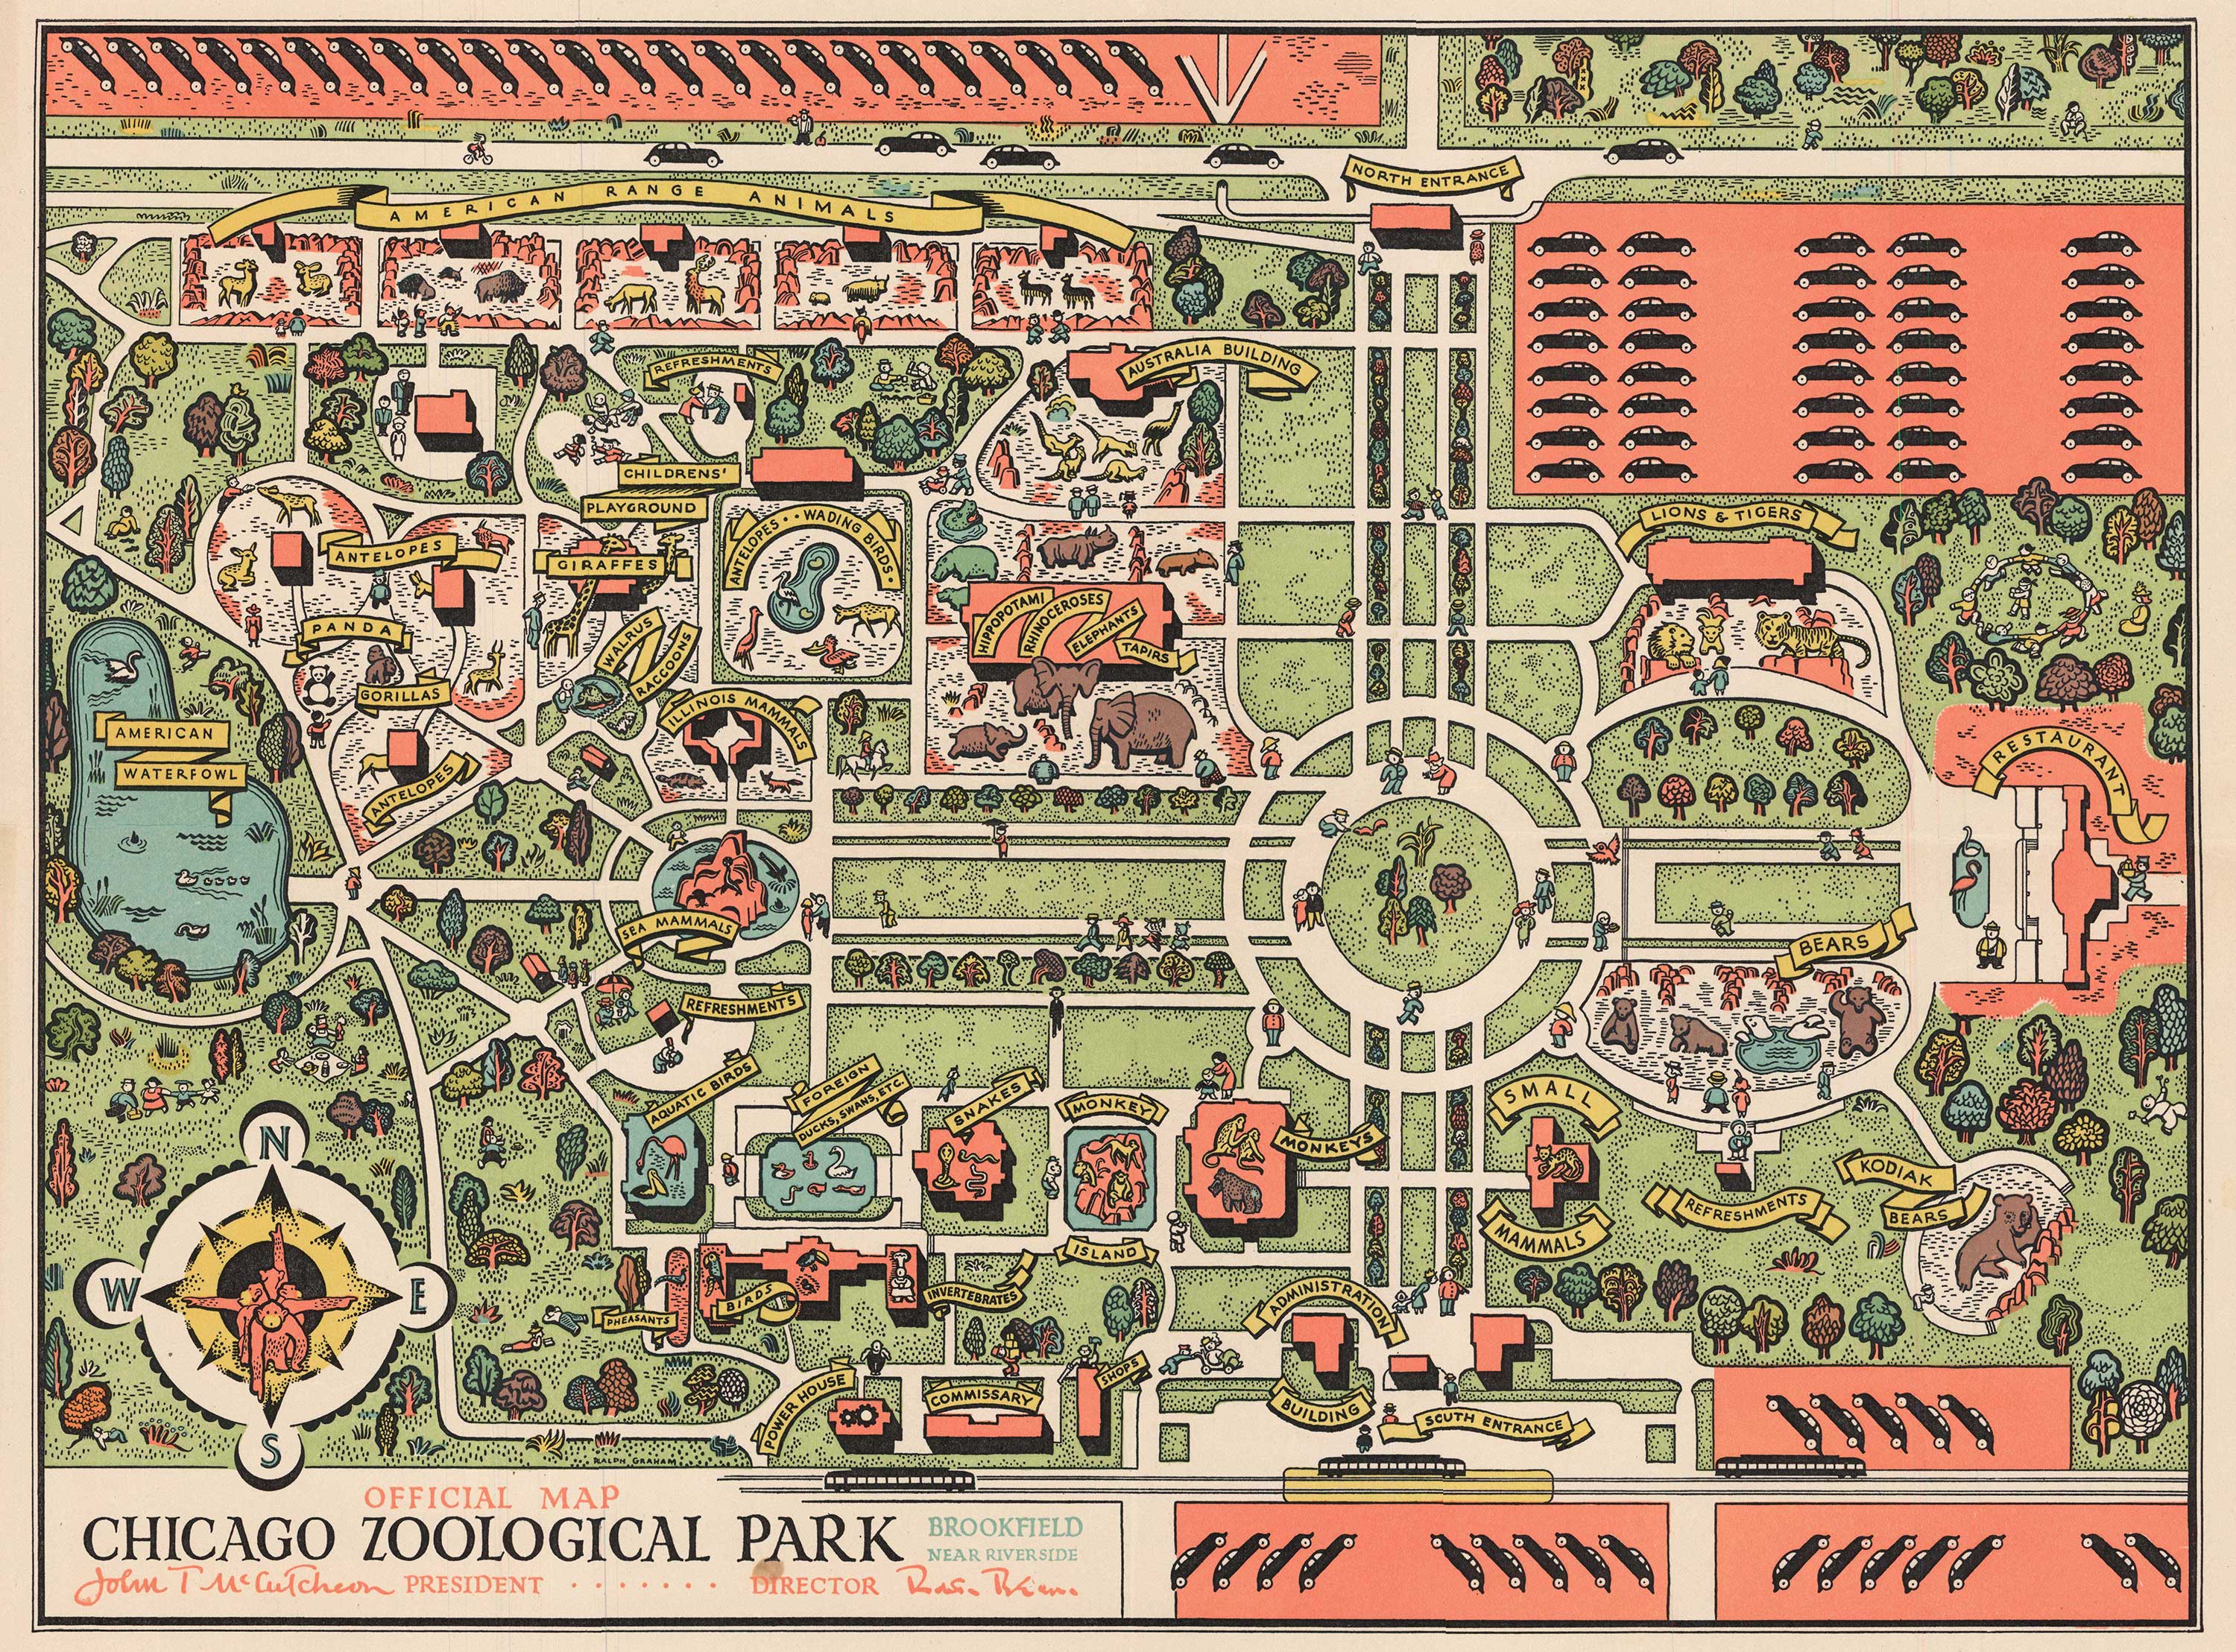 NORTH ENTRANCE
AMERICAN RANGE ANIMALS
REFRESHMENTS
AUSTRALIA BUILDING
CHILDRENS'
PLAYGROUND
LIONS & TIGERS
ANTELOPES
GIRAFFES
ANTELOPES · · WADING BIRDS ·
HIPPOPOTAMI
RHINOCEROSES
ELEPHANTS
TAPIRS
PANDA
WALRUS
RACCOONS
GORILLAS
ILLINOIS MAMMALS
AMERICAN
WATERFOWL
ANTELOPES
RESTAURANT
SEA MAMMALS
BEARS
REFRESHMENTS
AQUATIC BIRDS
FOREIGN
DUCKS, SWANS, ETC.
SNAKES
MONKEY
ISLAND
MONKEYS
SMALL
MAMMALS
KODIAK
BEARS
REFRESHMENTS
N
W
E
S
PHEASANTS
BIRDS
INVERTEBRATES
ADMINISTRATION
BUILDING
POWER HOUSE
COMMISSARY
SHOPS
SOUTH ENTRANCE
RALPH GRAHAM
OFFICIAL MAP
CHICAGO ZOOLOGICAL PARK
BROOKFIELD
NEAR RIVERSIDE
John T McCutcheon PRESIDENT · · · · · · · DIRECTOR